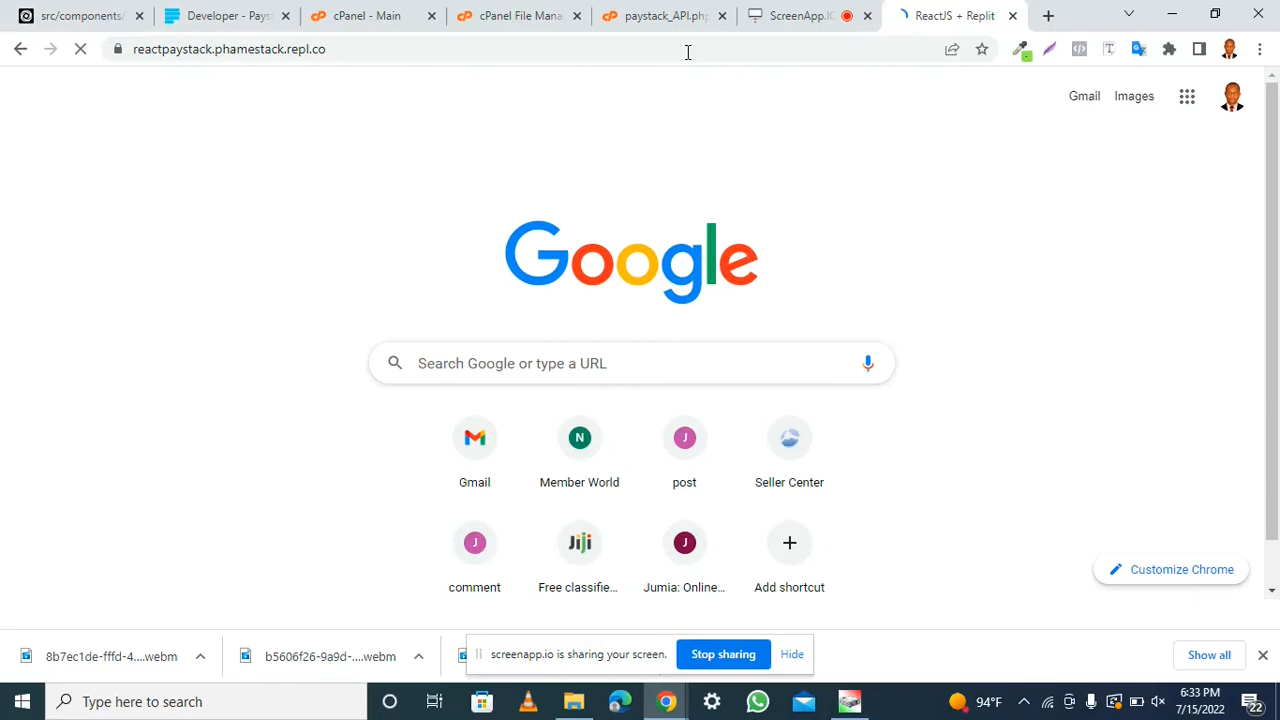 src/components/
Developer - Pays
cPanel - Main
cPanel File Mana
paystack_API.php
ScreenApp.IO
ReactJS + Replit
reactpaystack.phamestack.repl.co
Gmail
Images
Google
Search Google or type a URL
N
J
Gmail
Member World
post
Seller Center
J
Jiji
J
comment
Free classifie...
Jumia: Online...
Add shortcut
Customize Chrome
8b7ec1de-fffd-4....webm
b5606f26-9a9d-....webm
screenapp.io is sharing your screen.
Stop sharing
Hide
Show all
Type here to search
94°F
6:33 PM
7/15/2022
22